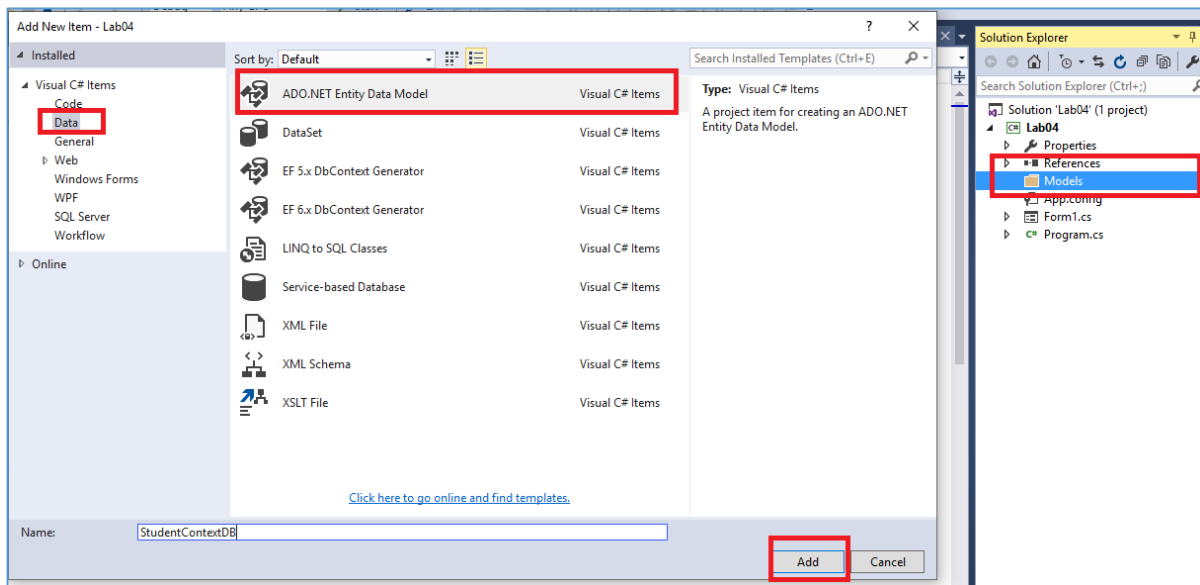 Add New Item - Lab04
?
Installed
Sort by: Default
Search Installed Templates (Ctrl+E)
Visual C# Items
Code
Data
General
Web
Windows Forms
WPF
SQL Server
Workflow
Online
ADO.NET Entity Data Model Visual C# Items
DataSet Visual C# Items
EF 5.x DbContext Generator Visual C# Items
EF 6.x DbContext Generator Visual C# Items
LINQ to SQL Classes Visual C# Items
Service-based Database Visual C# Items
XML File Visual C# Items
XML Schema Visual C# Items
XSLT File Visual C# Items
Click here to go online and find templates.
Type: Visual C# Items
A project item for creating an ADO.NET
Entity Data Model.
Name: StudentContextDB
Add Cancel
Solution Explorer
Search Solution Explorer (Ctrl+;)
Solution 'Lab04' (1 project)
C# Lab04
Properties
References
Models
App.config
Form1.cs
C# Program.cs